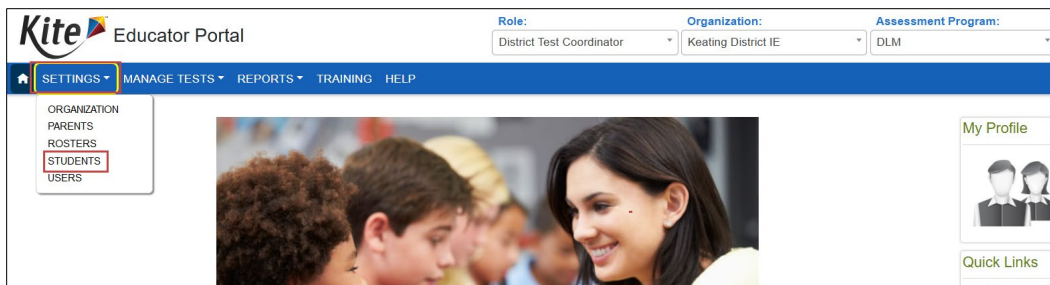 Kite Educator Portal
Role: Organization: Assessment Program:
District Test Coordinator Keating District IE DLM
SETTINGS MANAGE TESTS REPORTS TRAINING HELP
ORGANIZATION
PARENTS
ROSTERS
STUDENTS
USERS
My Profile
Quick Links